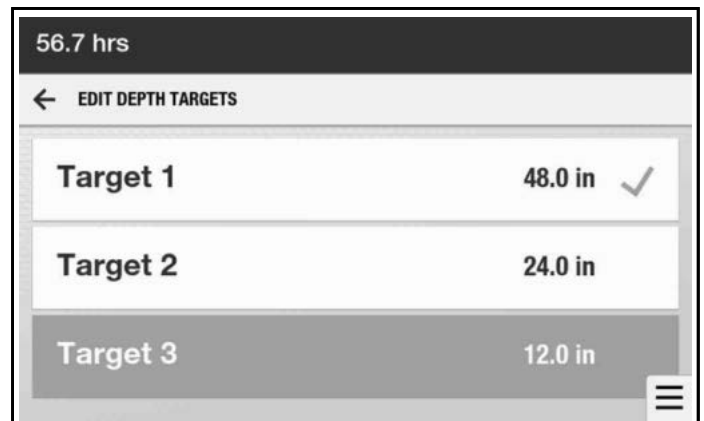 56.7 hrs
EDIT DEPTH TARGETS
Target 1 48.0 in
Target 2 24.0 in
Target 3 12.0 in